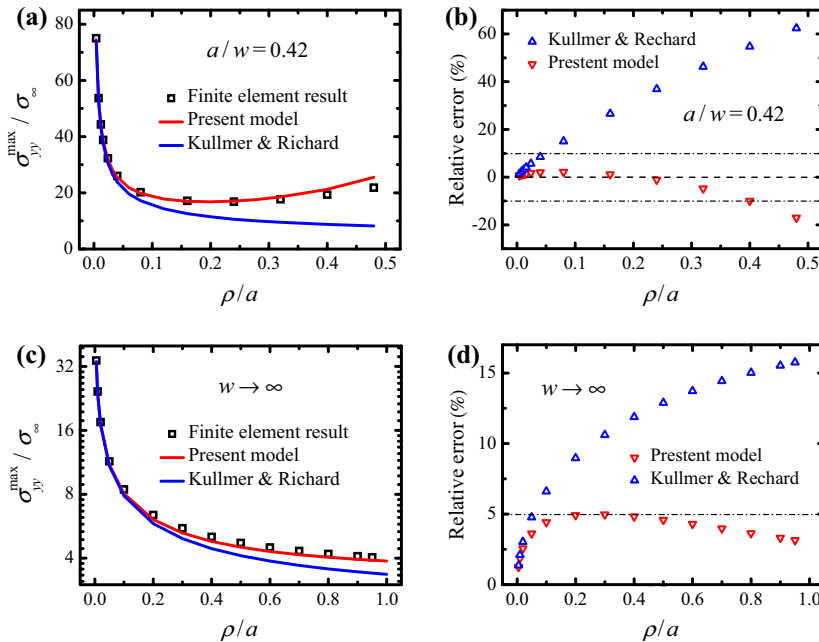 (a)
a/w=0.42
Finite element result
Present model
Kullmer & Richard
σyy^max / σ∞
80
60
40
20
0
0.0 0.1 0.2 0.3 0.4 0.5
ρ/a
(b)
Kullmer & Rechard
Prestent model
a/w=0.42
Relative error (%)
60
40
20
0
-20
0.0 0.1 0.2 0.3 0.4 0.5
ρ/a
(c)
w→∞
Finite element result
Present model
Kullmer & Richard
σyy^max / σ∞
32
16
8
4
0.0 0.2 0.4 0.6 0.8 1.0
ρ/a
(d)
w→∞
Prestent model
Kullmer & Rechard
Relative error (%)
15
10
5
0
0.0 0.2 0.4 0.6 0.8 1.0
ρ/a